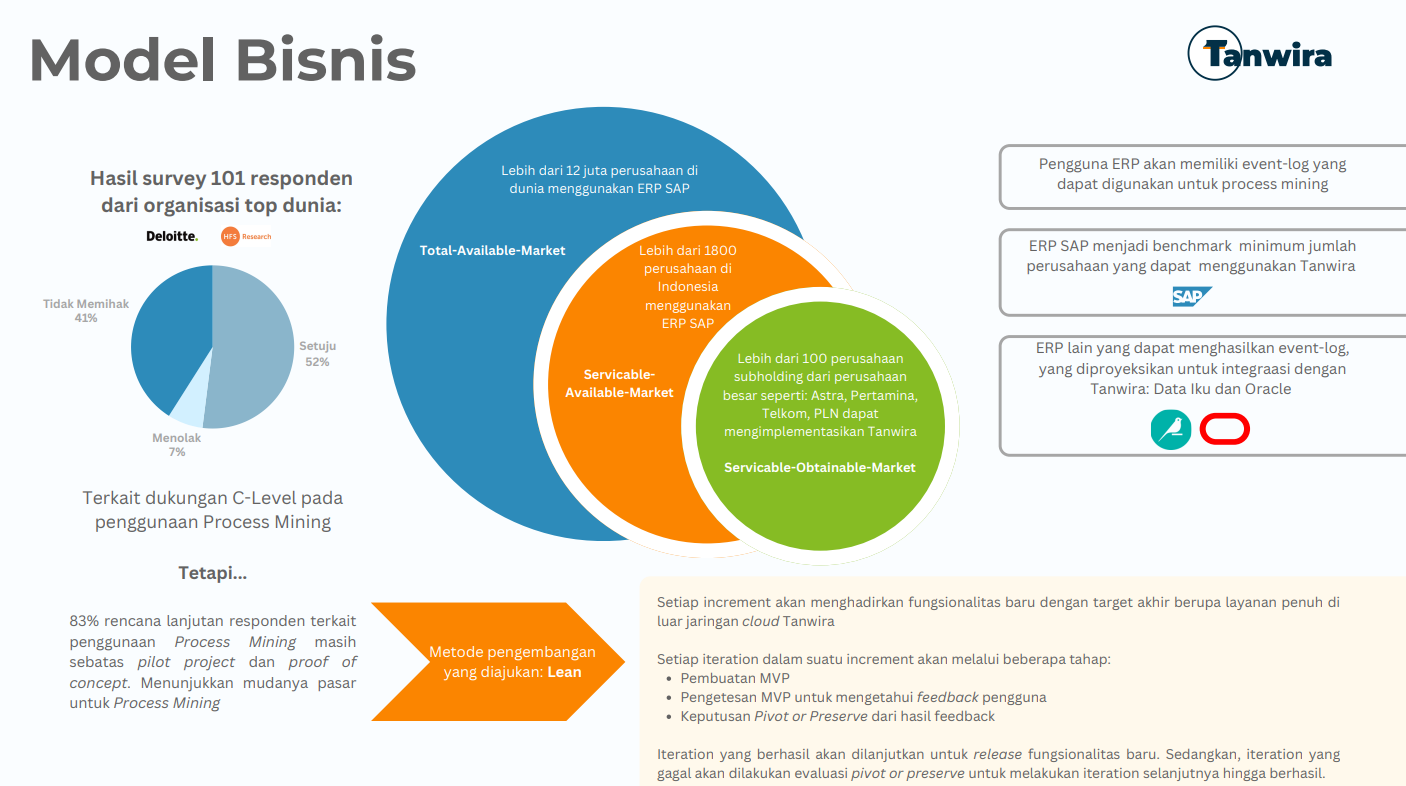 Model Bisnis
Tanwira
Hasil survey 101 responden
dari organisasi top dunia:
Deloitte.
HFS Research
Tidak Memihak
41%
Setuju
52%
Menolak
7%
Terkait dukungan C-Level pada
penggunaan Process Mining
Tetapi...
83% rencana lanjutan responden terkait
penggunaan Process Mining masih
sebatas pilot project dan proof of
concept. Menunjukkan mudanya pasar
untuk Process Mining
Lebih dari 12 juta perusahaan di
dunia menggunakan ERP SAP
Total-Available-Market
Lebih dari 1800
perusahaan di
Indonesia
menggunakan
ERP SAP
Servicable-
Available-Market
Lebih dari 100 perusahaan
subholding dari perusahaan
besar seperti: Astra, Pertamina,
Telkom, PLN dapat
mengimplementasikan Tanwira
Servicable-Obtainable-Market
Pengguna ERP akan memiliki event-log yang
dapat digunakan untuk process mining
ERP SAP menjadi benchmark minimum jumlah
perusahaan yang dapat menggunakan Tanwira
SAP
ERP lain yang dapat menghasilkan event-log,
yang diproyeksikan untuk integraasi dengan
Tanwira: Data Iku dan Oracle
Metode pengembangan
yang diajukan: Lean
Setiap increment akan menghadirkan fungsionalitas baru dengan target akhir berupa layanan penuh di
luar jaringan cloud Tanwira
Setiap iteration dalam suatu increment akan melalui beberapa tahap:
• Pembuatan MVP
• Pengetesan MVP untuk mengetahui feedback pengguna
• Keputusan Pivot or Preserve dari hasil feedback
Iteration yang berhasil akan dilanjutkan untuk release fungsionalitas baru. Sedangkan, iteration yang
gagal akan dilakukan evaluasi pivot or preserve untuk melakukan iteration selanjutnya hingga berhasil.